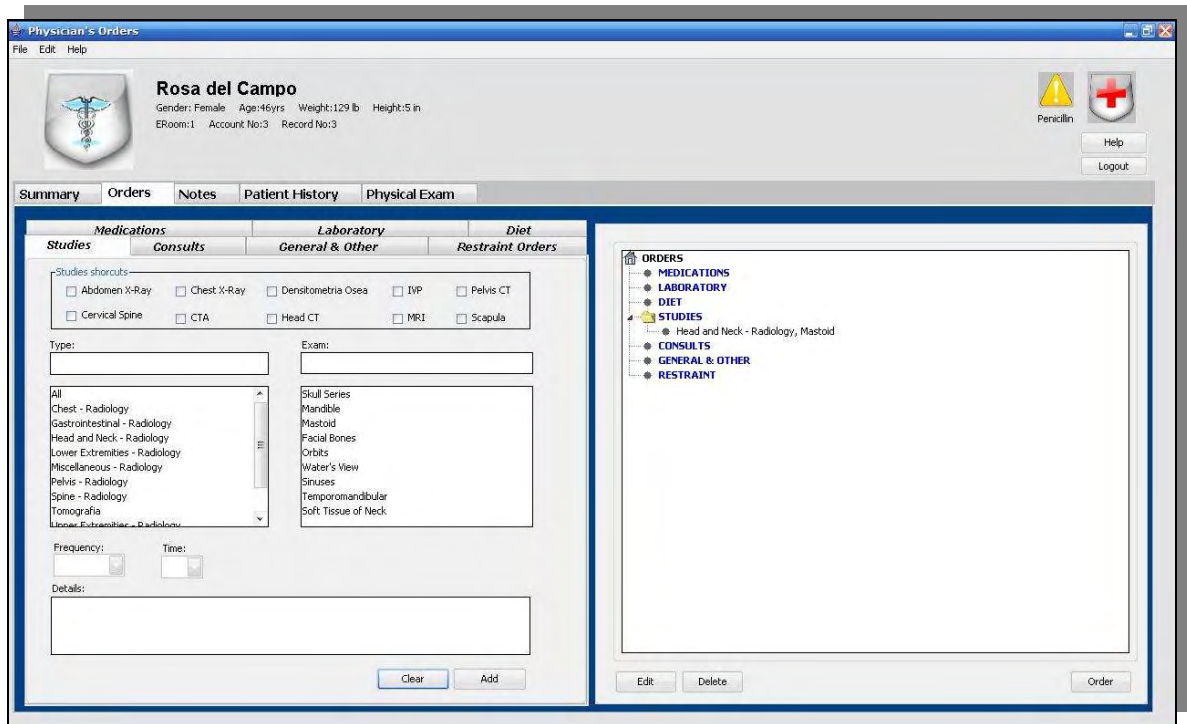 Physician's Orders
File Edit Help
Rosa del Campo
Gender: Female Age:46yrs Weight:129 lb Height:5 in
ERoom:1 Account No:3 Record No:3
Penicillin
Help
Logout
Summary Orders Notes Patient History Physical Exam
Medications Laboratory Diet
Studies Consults General & Other Restraint Orders
Studies shorcuts
Abdomen X-Ray Chest X-Ray Densitometria Osea IVP Pelvis CT
Cervical Spine CTA Head CT MRI Scapula
Type: Exam:
All
Chest - Radiology
Gastrointestinal - Radiology
Head and Neck - Radiology
Lower Extremities - Radiology
Miscellaneous - Radiology
Pelvis - Radiology
Spine - Radiology
Tomografia
Upper Extremities - Radiology
Skull Series
Mandible
Mastoid
Facial Bones
Orbits
Water's View
Sinuses
Temporomandibular
Soft Tissue of Neck
Frequency: Time:
Details:
Clear Add
ORDERS
MEDICATIONS
LABORATORY
DIET
STUDIES
Head and Neck - Radiology, Mastoid
CONSULTS
GENERAL & OTHER
RESTRAINT
Edit Delete Order